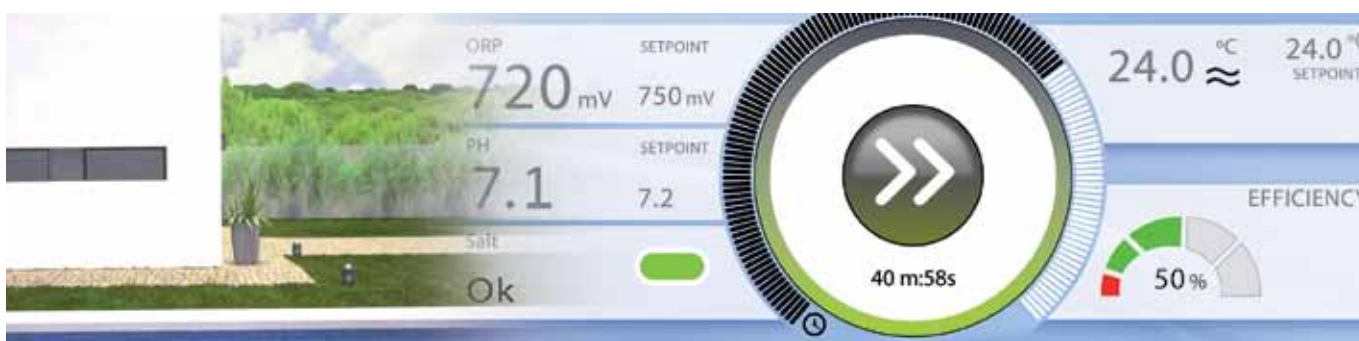 ORP
SETPOINT
720 mV
750 mV
PH
SETPOINT
7.1
7.2
Salt
Ok
40 m:58s
24.0 °C
24.0 °C
SETPOINT
EFFICIENCY
50 %